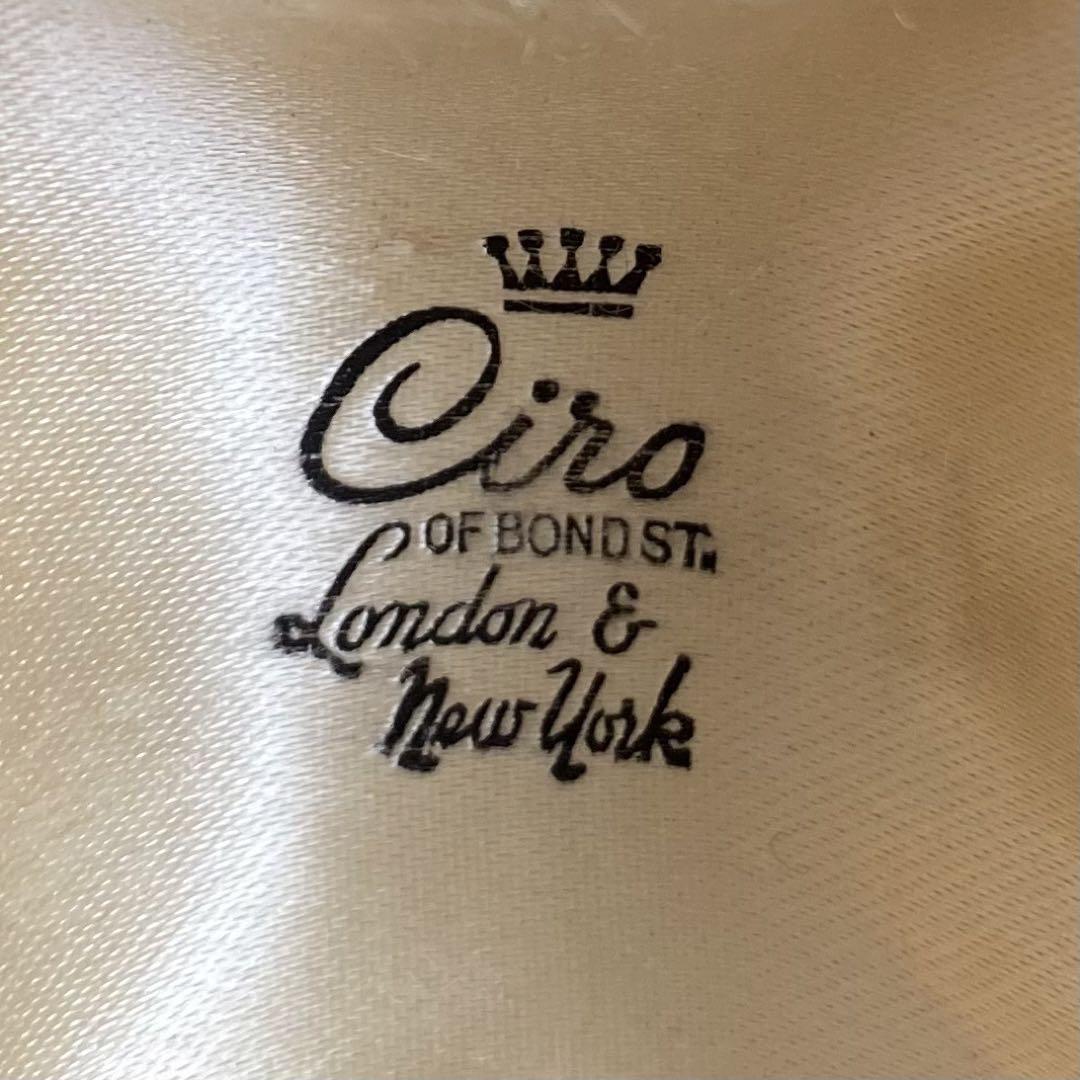 Ciro
OF BOND ST.
London &
New York